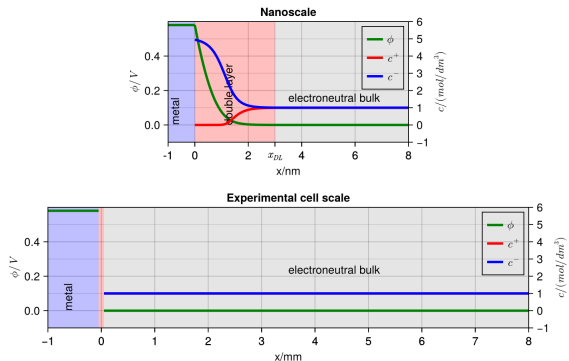 Nanoscale
ϕ/V
0.4
0.2
0.0
metal
double layer
electroneutral bulk
ϕ
c⁺
c⁻
6
5
4
3
2
1
0
−1
c/(mol/dm³)
-1 0 2 x_DL 4 6 8
x/nm
Experimental cell scale
ϕ/V
0.4
0.2
0.0
metal
electroneutral bulk
ϕ
c⁺
c⁻
6
5
4
3
2
1
0
−1
c/(mol/dm³)
-1 0 1 2 3 4 5 6 7 8
x/mm